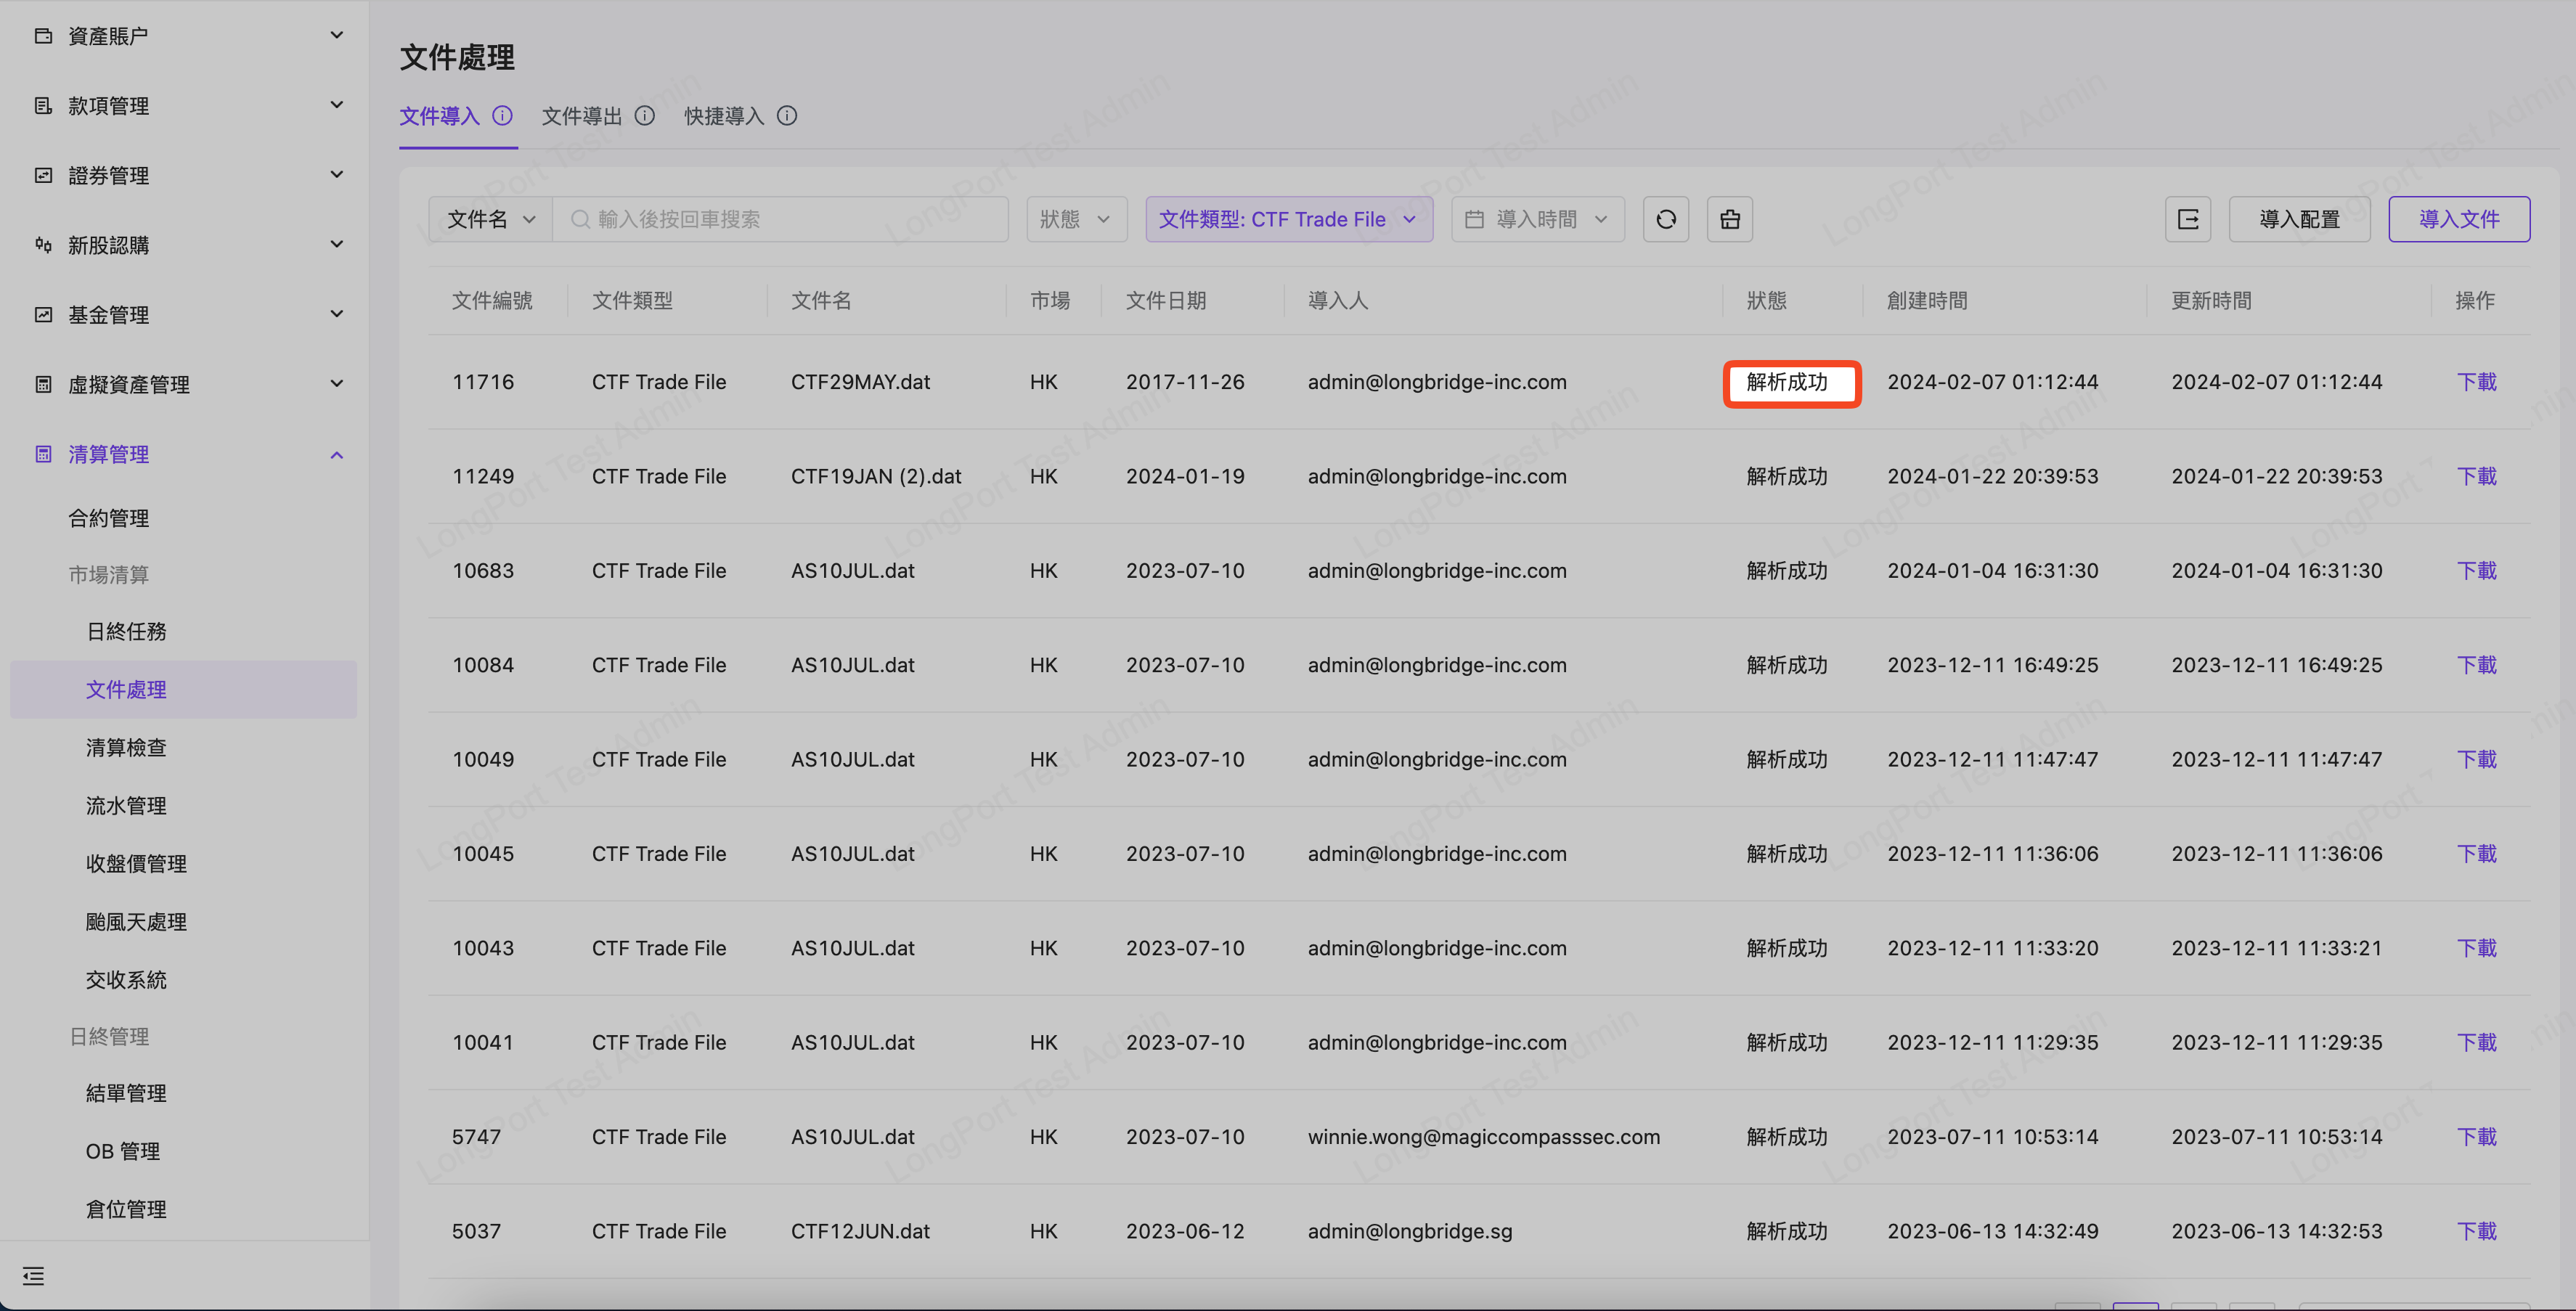 資產賬户
款項管理
證券管理
新股認購
基金管理
虛擬資產管理
清算管理
合約管理
市場清算
日終任務
文件處理
清算檢查
流水管理
收盤價管理
颱風天處理
交收系統
日終管理
結單管理
OB 管理
倉位管理
文件處理
文件導入 文件導出 快捷導入
文件名 輸入後按回車搜索 狀態 文件類型: CTF Trade File 導入時間 導入配置 導入文件
文件編號 文件類型 文件名 市場 文件日期 導入人 狀態 創建時間 更新時間 操作
11716 CTF Trade File CTF29MAY.dat HK 2017-11-26 admin@longbridge-inc.com 解析成功 2024-02-07 01:12:44 2024-02-07 01:12:44 下載
11249 CTF Trade File CTF19JAN (2).dat HK 2024-01-19 admin@longbridge-inc.com 解析成功 2024-01-22 20:39:53 2024-01-22 20:39:53 下載
10683 CTF Trade File AS10JUL.dat HK 2023-07-10 admin@longbridge-inc.com 解析成功 2024-01-04 16:31:30 2024-01-04 16:31:30 下載
10084 CTF Trade File AS10JUL.dat HK 2023-07-10 admin@longbridge-inc.com 解析成功 2023-12-11 16:49:25 2023-12-11 16:49:25 下載
10049 CTF Trade File AS10JUL.dat HK 2023-07-10 admin@longbridge-inc.com 解析成功 2023-12-11 11:47:47 2023-12-11 11:47:47 下載
10045 CTF Trade File AS10JUL.dat HK 2023-07-10 admin@longbridge-inc.com 解析成功 2023-12-11 11:36:06 2023-12-11 11:36:06 下載
10043 CTF Trade File AS10JUL.dat HK 2023-07-10 admin@longbridge-inc.com 解析成功 2023-12-11 11:33:20 2023-12-11 11:33:21 下載
10041 CTF Trade File AS10JUL.dat HK 2023-07-10 admin@longbridge-inc.com 解析成功 2023-12-11 11:29:35 2023-12-11 11:29:35 下載
5747 CTF Trade File AS10JUL.dat HK 2023-07-10 winnie.wong@magiccompasssec.com 解析成功 2023-07-11 10:53:14 2023-07-11 10:53:14 下載
5037 CTF Trade File CTF12JUN.dat HK 2023-06-12 admin@longbridge.sg 解析成功 2023-06-13 14:32:49 2023-06-13 14:32:53 下載
LongPort Test Admin